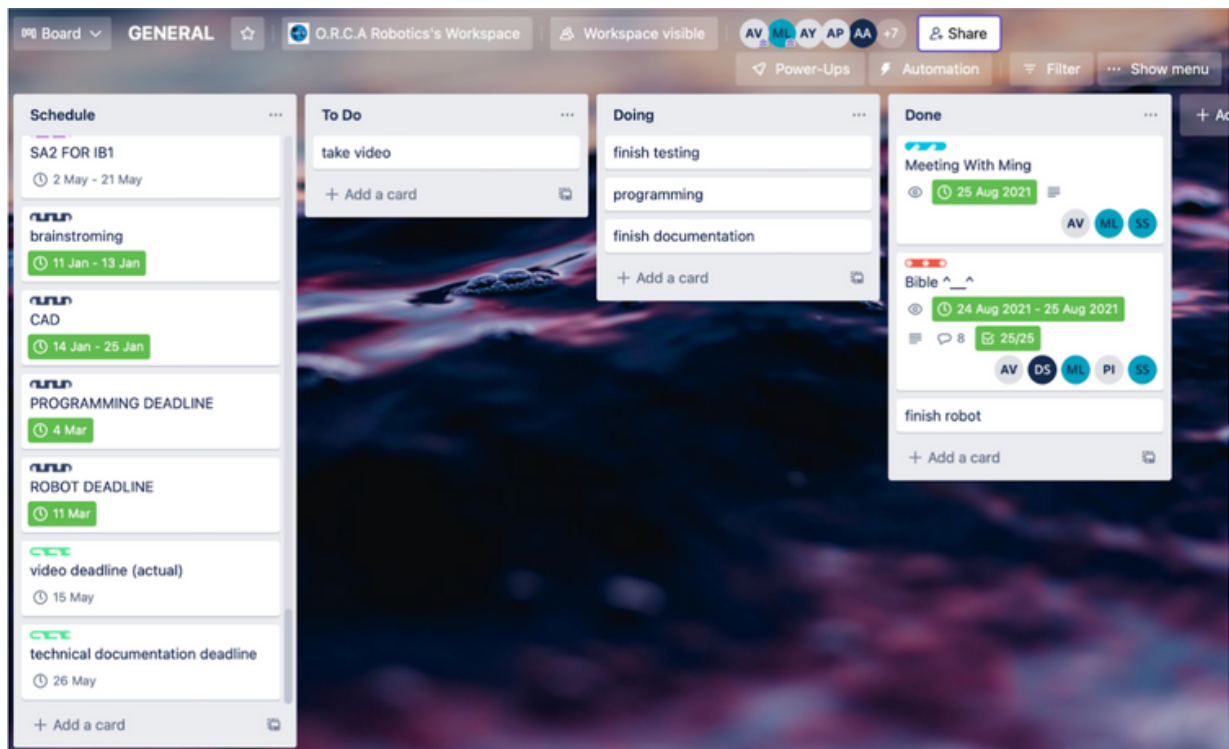 Board
GENERAL
O.R.C.A Robotics's Workspace
Workspace visible
AV
ML
AY
AP
AA
+7
Share
Power-Ups
Automation
Filter
Show menu
Schedule
SA2 FOR IB1
2 May - 21 May
brainstroming
11 Jan - 13 Jan
CAD
14 Jan - 25 Jan
PROGRAMMING DEADLINE
4 Mar
ROBOT DEADLINE
11 Mar
video deadline (actual)
15 May
technical documentation deadline
26 May
+ Add a card
To Do
take video
+ Add a card
Doing
finish testing
programming
finish documentation
+ Add a card
Done
Meeting With Ming
25 Aug 2021
AV
ML
SS
Bible ^__^
24 Aug 2021 - 25 Aug 2021
8
25/25
AV
DS
ML
PI
SS
finish robot
+ Add a card